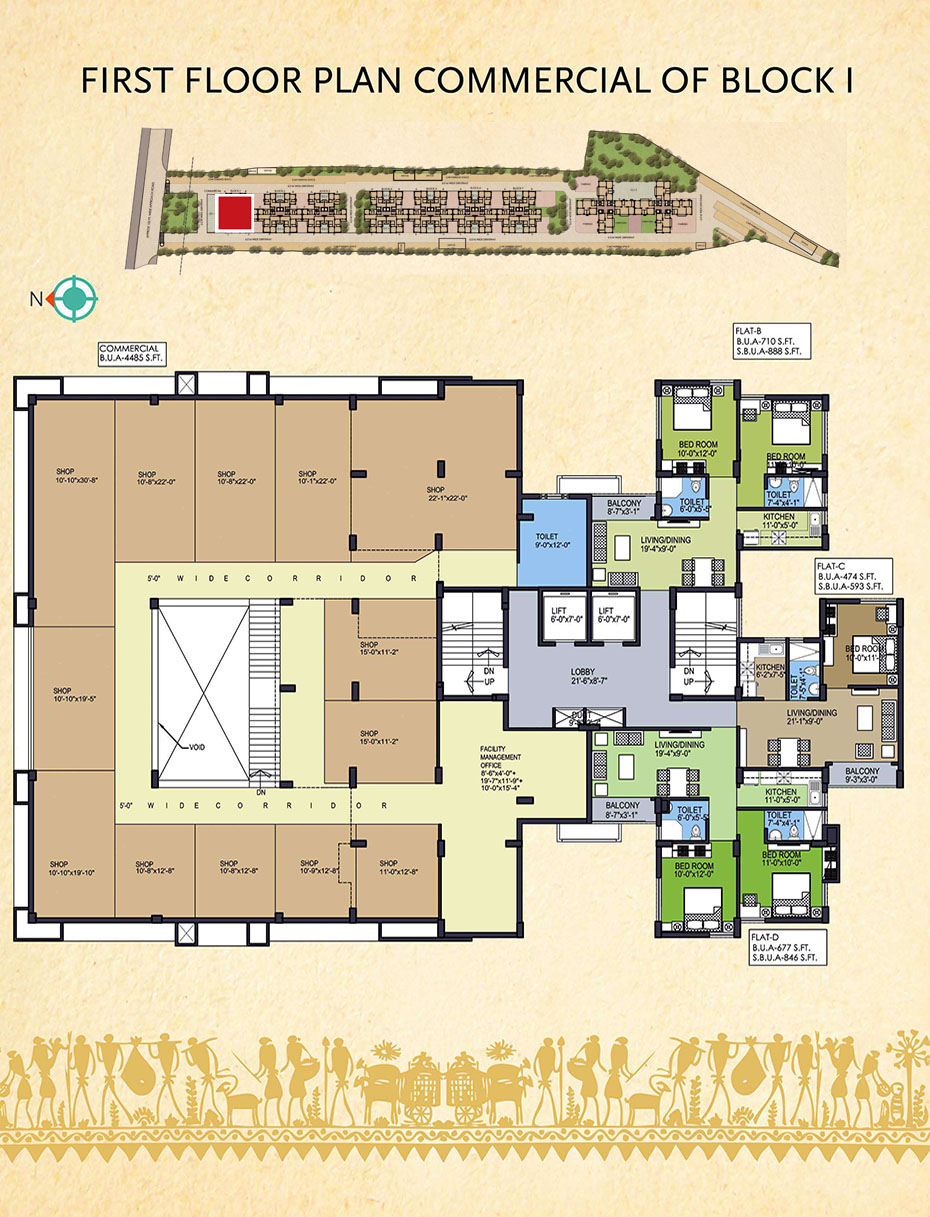 FIRST FLOOR PLAN COMMERCIAL OF BLOCK I
COMMERCIAL
N
COMMERCIAL
B.U.A-4485 S.FT.
FLAT-B
B.U.A-710 S.FT.
S.B.U.A-888 S.FT.
SHOP
10'-10"x30'-8"
SHOP
10'-8"x22'-0"
SHOP
10'-8"x22'-0"
SHOP
10'-1"x22'-0"
SHOP
22'-1"x22'-0"
BED ROOM
10'-0"x12'-0"
BED ROOM
TOILET
6'-0"x5'-5"
TOILET
7'-4"x4'-1"
BALCONY
8'-7"x3'-1"
KITCHEN
11'-0"x5'-0"
TOILET
9'-0"x12'-0"
LIVING/DINING
19'-4"x9'-0"
FLAT-C
B.U.A-474 S.FT.
S.B.U.A-593 S.FT.
5'-0" WIDE CORRIDOR
LIFT
6'-0"x7'-0"
LIFT
6'-0"x7'-0"
SHOP
15'-0"x11'-2"
DN
UP
LOBBY
21'-6"x8'-7"
DN
UP
KITCHEN
6'-2"x7'-5"
TOILET
7'-5"x4'-1"
BED ROOM
10'-0"x11'-
SHOP
10'-10"x19'-5"
LIVING/DINING
21'-1"x9'-0"
SHOP
15'-0"x11'-2"
VOID
DN
FACILITY
MANAGEMENT
OFFICE
8'-6"x4'-0"+
19'-7"x11'-9"+
10'-0"x15'-4"
LIVING/DINING
19'-4"x9'-0"
BALCONY
9'-3"x3'-0"
KITCHEN
11'-0"x5'-0"
5'-0" WIDE CORRIDOR
BALCONY
8'-7"x3'-1"
TOILET
6'-0"x5'-5"
TOILET
7'-4"x4'-1"
SHOP
10'-10"x19'-10"
SHOP
10'-8"x12'-8"
SHOP
10'-8"x12'-8"
SHOP
10'-9"x12'-8"
SHOP
11'-0"x12'-8"
BED ROOM
10'-0"x12'-0"
BED ROOM
11'-0"x10'-0"
FLAT-D
B.U.A-677 S.FT.
S.B.U.A-846 S.FT.